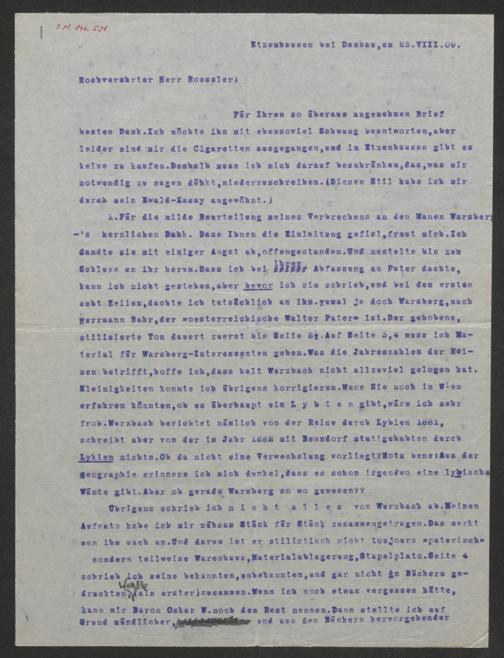 I.N. 194.521
Etzenhausen bei Dachau, am 23.VIII.09.
Hochverehrter Herr Roessler!
Für Ihren so überaus angenehmen Brief
besten Dank.Ich möchte ihn mit ebensoviel Schwung beantworten,aber
leider sind mir die Cigaretten ausgegangen,und in Etzenhausen gibt es
keine zu kaufen.Deshalb muss ich mich darauf beschränken,das,was mir
notwendig zu sagen dünkt,niederzuschreiben.(Diesen Stil habe ich mir
durch mein Ewald-Essay angewöhnt.)
1.Für die milde Beurteilung meines Verbrechens an den Manen Warsberg
-'s herzlichen Dank. Dass Ihnen die Einleitung gefiel,freut mich.Ich
dandte sie mit einiger Angst ab,offengestanden.Und nestelte bis zum
Schluss an ihr herum.Dass ich bei ihrer Abfassung an Pater dachte,
kann ich nicht gestehen,aber bevor ich sie schrieb,und bei den ersten
acht Zeilen,dachte ich tatsächlich an ihn.zumal je doch Warsberg,nach
Hermann Bahr,der »oesterreichische Walter Pater« ist.Der gehobene,
stilisierte Ton dauert zuerst bis Seite 2½.Auf Seite 3,4 muss ich Ma-
terial für Warsberg-Interessenten geben.Was die Jahreszahlen der Rei-
sen betrifft,hoffe ich,dass halt Wurzbach nicht allzuviel gelogen hat.
Kleinigkeiten konnte ich übrigens korrigieren.Wenn Sie noch in Wien
erfahren könnten,ob es überhaupt ein L y b i e n gibt,wäre ich sehr
froh.Wurzbach berichtet nämlich von der Reise durch Lybien 1881,
schreibt aber von der im Jahr 1882 mit Benndorf stattgehabten durch
Lykien nichts.Ob da nicht eine Verwechslung vorliegt?Nota bene:Aus der
Geographie erinnere ich mich dunkel,dass es schon irgendwo eine lybische
Wüste gibt.Aber ob gerade Warsberg so wo gewesen??
Übrigens schrieb ich n i c h t a l l e s von Wurzbach ab.Meinen
Aufsatz habe ich mir mühsam Stück für Stück zusammengetragen.Das merkt
man ihm auch an.Und darum ist er stilistisch nicht toujours »paterisch«
sondern teilweise Warenhaus,Materialablagerung,Stapelplatz.Seite 4
schrieb ich seine bekannten,unbekannten,und gar nicht in Büchern ge-
druckten (als erster)zusammen.Wenn ich noch etwas vergessen hätte,
kann mir Baron Oskar W.noch den Rest nennen.Dann stellte ich auf
Grund mündlicher, und aus den Büchern hervorgehender